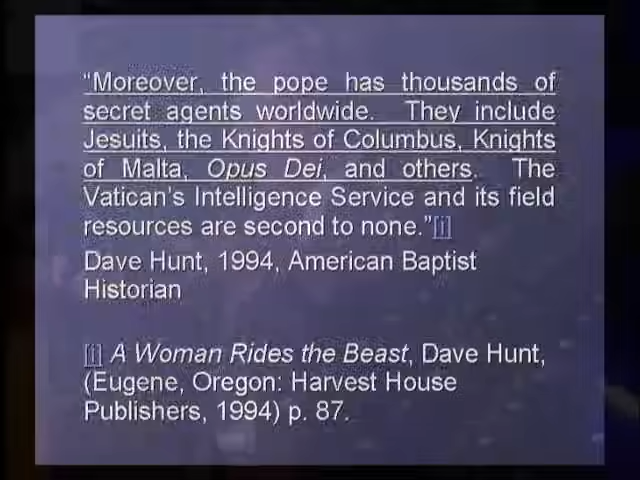 “Moreover, the pope has thousands of
secret agents worldwide. They include
Jesuits, the Knights of Columbus, Knights
of Malta, Opus Dei, and others. The
Vatican’s Intelligence Service and its field
resources are second to none.”[i]
Dave Hunt, 1994, American Baptist
Historian
[i] A Woman Rides the Beast, Dave Hunt,
(Eugene, Oregon: Harvest House
Publishers, 1994) p. 87.